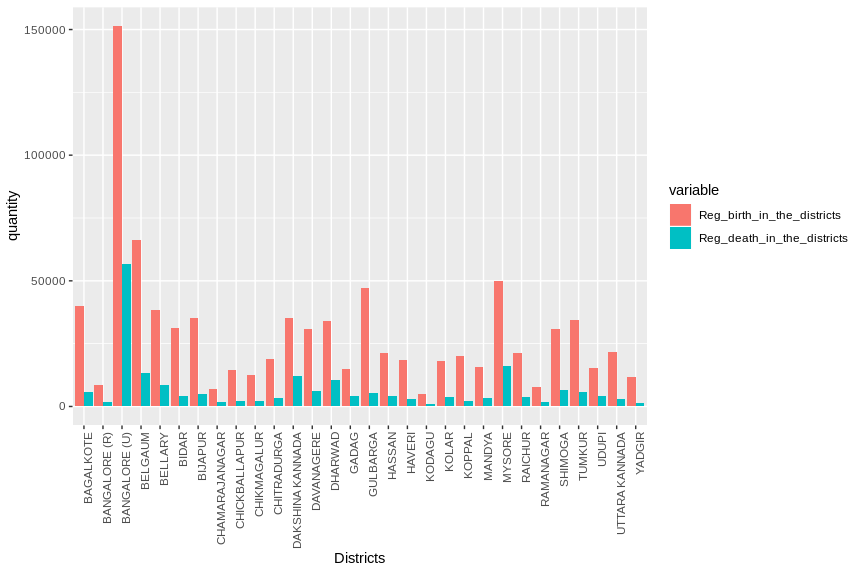 150000
100000
50000
0
quantity
BAGALKOTE
BANGALORE (R)
BANGALORE (U)
BELGAUM
BELLARY
BIDAR
BIJAPUR
CHAMARAJANAGAR
CHICKBALLAPUR
CHIKMAGALUR
CHITRADURGA
DAKSHINA KANNADA
DAVANAGERE
DHARWAD
GADAG
GULBARGA
HASSAN
HAVERI
KODAGU
KOLAR
KOPPAL
MANDYA
MYSORE
RAICHUR
RAMANAGAR
SHIMOGA
TUMKUR
UDUPI
UTTARA KANNADA
YADGIR
Districts
variable
Reg_birth_in_the_districts
Reg_death_in_the_districts